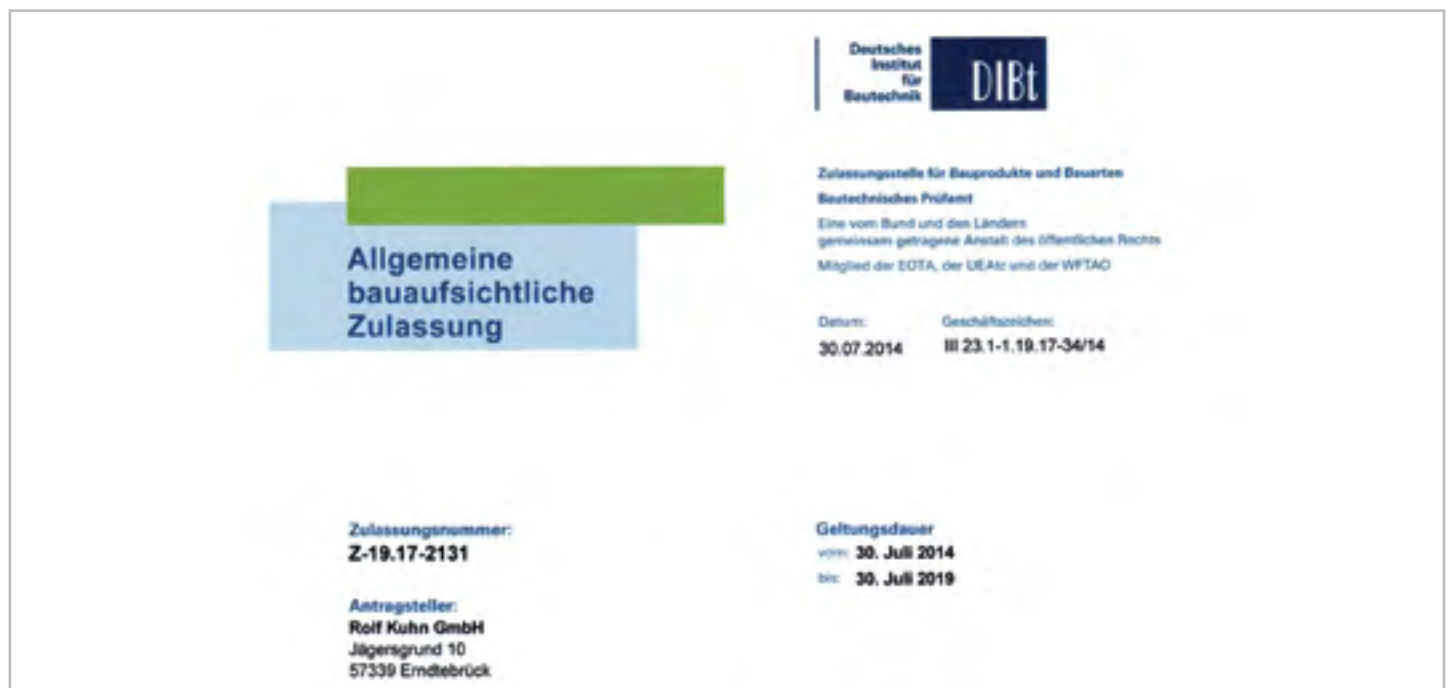 Deutsches
Institut
für
Bautechnik
DIBt
Zulassungsstelle für Bauprodukte und Bauarten
Bautechnisches Prüfamt
Eine vom Bund und den Ländern
gemeinsam getragene Anstalt des öffentlichen Rechts
Mitglied der EOTA, der UEAtc und der WFTAO
Allgemeine
bauaufsichtliche
Zulassung
Datum:
Geschäftszeichen:
30.07.2014
III 23.1-1.19.17-34/14
Zulassungsnummer:
Z-19.17-2131
Geltungsdauer
vom: 30. Juli 2014
bis: 30. Juli 2019
Antragsteller:
Rolf Kuhn GmbH
Jägersgrund 10
57339 Erndtebrück